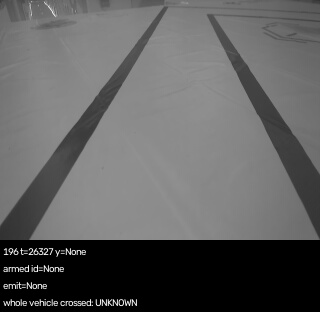 196 t=26327 y=None
armed id=None
emit=None
whole vehicle crossed: UNKNOWN